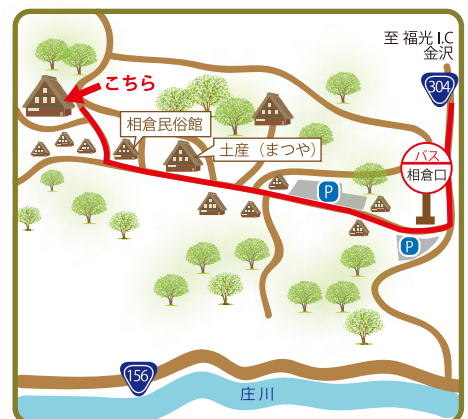 至 福光 I.C
金沢
304
こちら
相倉民俗館
土産（まつや）
バス
相倉口
P
P
156
庄川